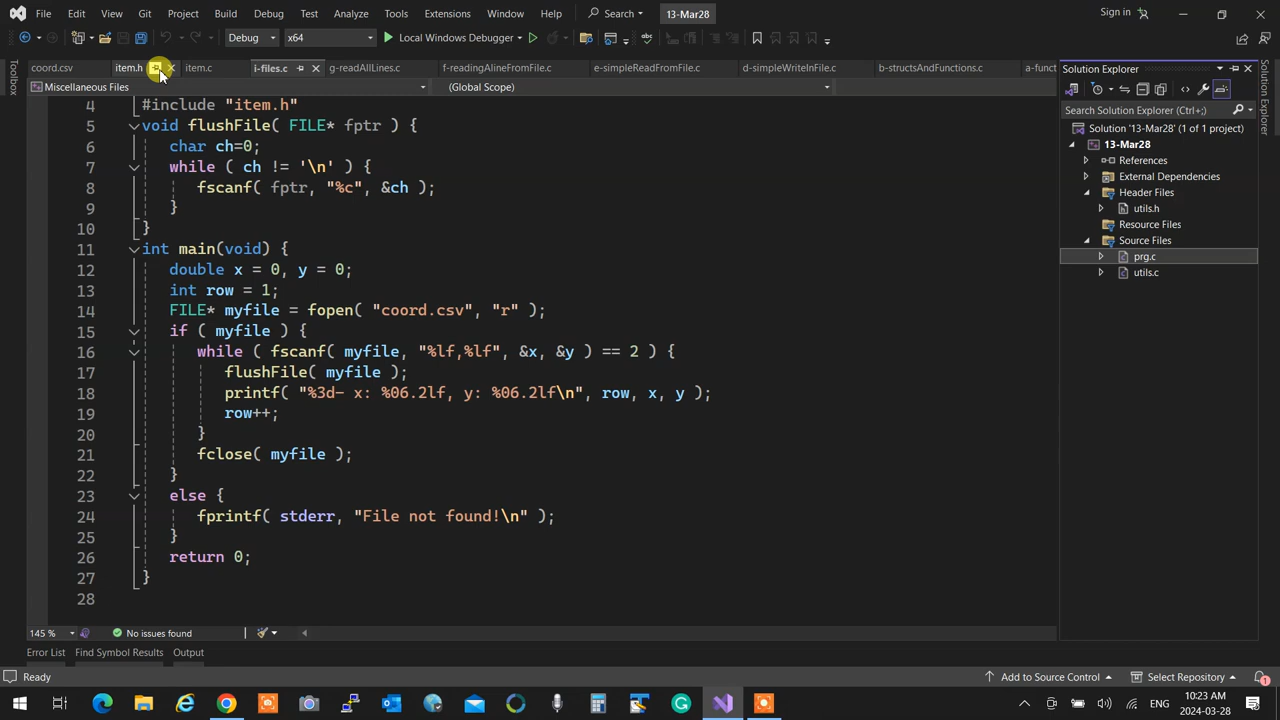 File Edit View Git Project Build Debug Test Analyze Tools Extensions Window Help Search 13-Mar28 Sign in
Debug x64 Local Windows Debugger
coord.csv item.h item.c i-files.c g-readAllLines.c f-readingAlineFromFile.c e-simpleReadFromFile.c d-simpleWriteInFile.c b-structsAndFunctions.c a-funct
Solution Explorer
Toolbox
Solution Explorer
Miscellaneous Files (Global Scope)
Search Solution Explorer (Ctrl+;)
Solution '13-Mar28' (1 of 1 project)
13-Mar28
References
External Dependencies
Header Files
utils.h
Resource Files
Source Files
prg.c
utils.c
4 #include "item.h"
5 void flushFile( FILE* fptr ) {
6 char ch=0;
7 while ( ch != '\n' ) {
8 fscanf( fptr, "%c", &ch );
9 }
10 }
11 int main(void) {
12 double x = 0, y = 0;
13 int row = 1;
14 FILE* myfile = fopen( "coord.csv", "r" );
15 if ( myfile ) {
16 while ( fscanf( myfile, "%lf,%lf", &x, &y ) == 2 ) {
17 flushFile( myfile );
18 printf( "%3d- x: %06.2lf, y: %06.2lf\n", row, x, y );
19 row++;
20 }
21 fclose( myfile );
22 }
23 else {
24 fprintf( stderr, "File not found!\n" );
25 }
26 return 0;
27 }
28
145 % No issues found
Error List Find Symbol Results Output
Ready Add to Source Control Select Repository 1
ENG 10:23 AM
2024-03-28